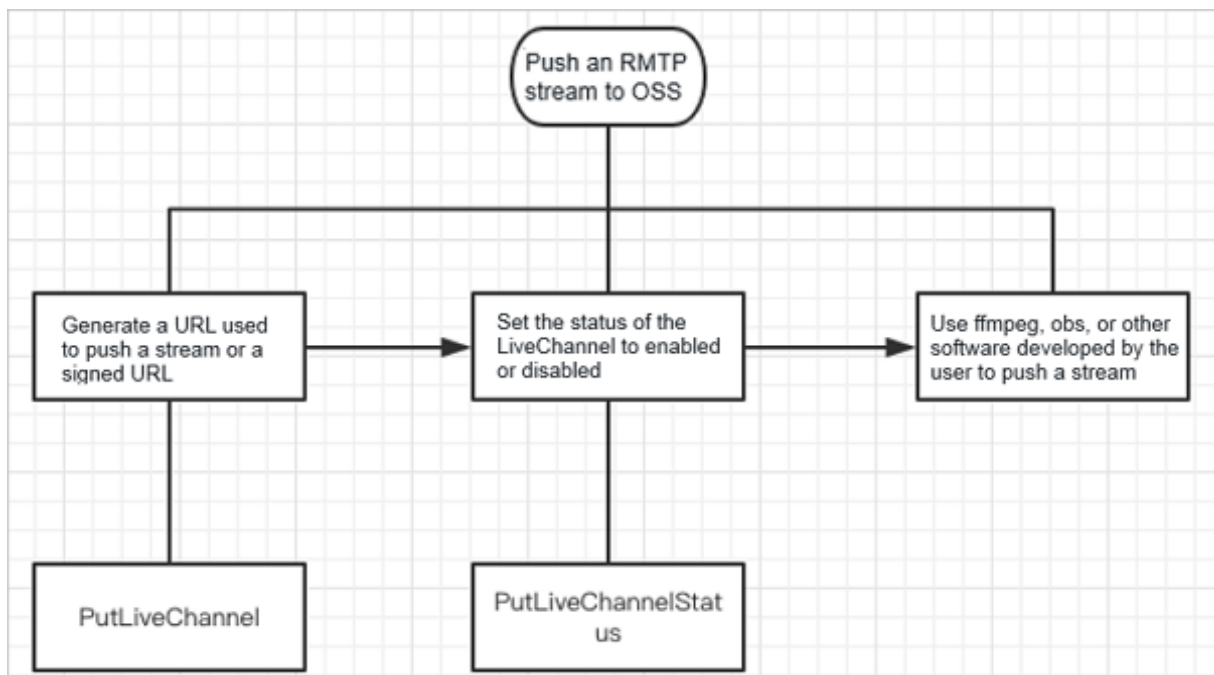 Push an RMTP
stream to OSS
Generate a URL used
to push a stream or a
signed URL
Set the status of the
LiveChannel to enabled
or disabled
Use ffmpeg, obs, or other
software developed by the
user to push a stream
PutLiveChannel
PutLiveChannelStat
us